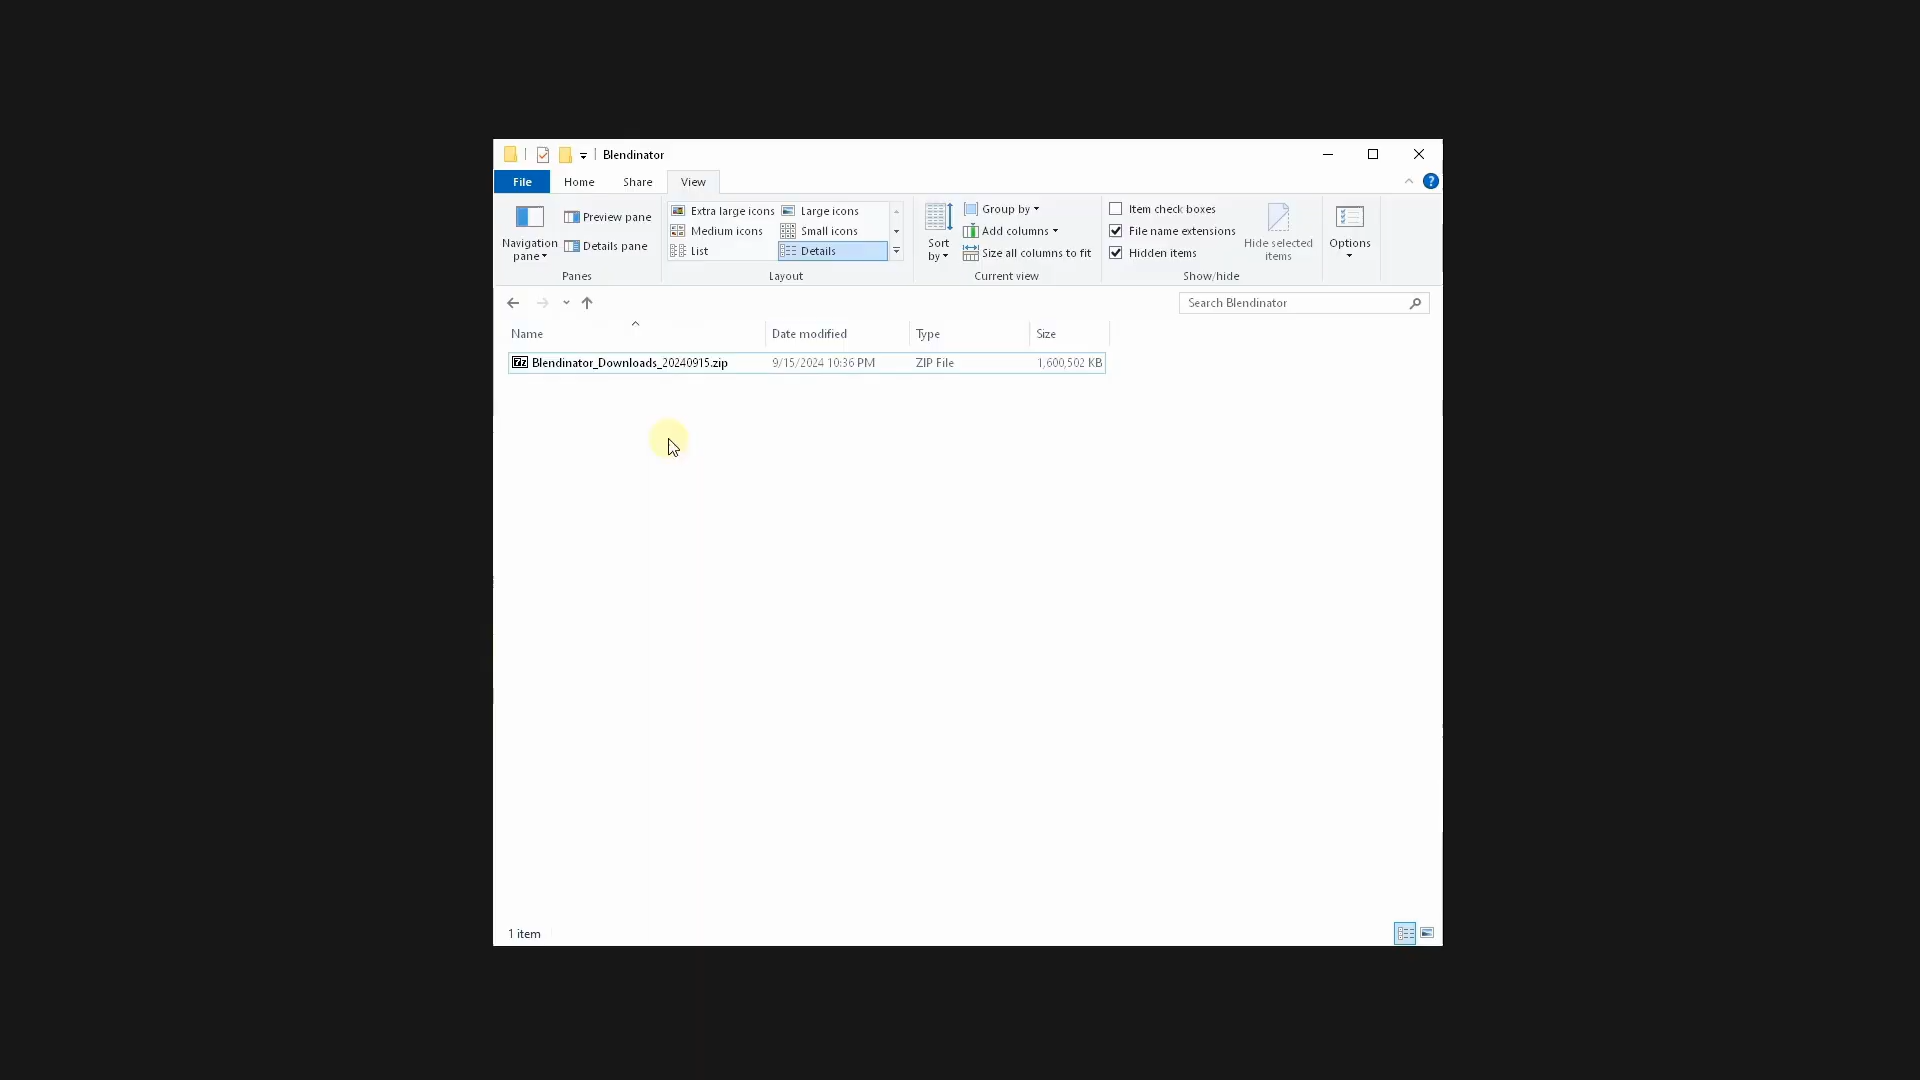 Blendinator
File Home Share View ?
Navigation pane
Preview pane
Details pane
Panes
Extra large icons Large icons
Medium icons Small icons
List Details
Layout
Sort by
Group by
Add columns
Size all columns to fit
Current view
Item check boxes
File name extensions
Hidden items
Hide selected items
Show/hide
Options
Search Blendinator
Name Date modified Type Size
7z Blendinator_Downloads_20240915.zip 9/15/2024 10:36 PM ZIP File 1,600,502 KB
1 item